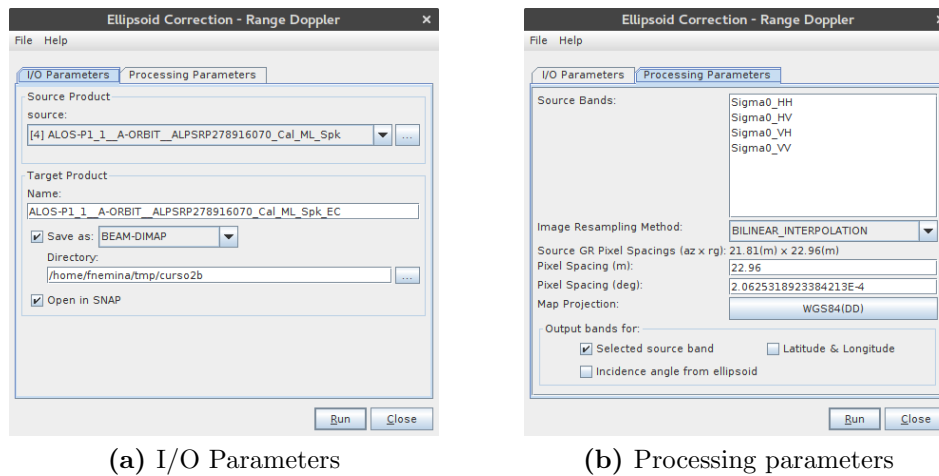 Ellipsoid Correction - Range Doppler ×
File Help
I/O Parameters Processing Parameters
Source Product
source:
[4] ALOS-P1_1__A-ORBIT__ALPSRP278916070_Cal_ML_Spk ...
Target Product
Name:
ALOS-P1_1__A-ORBIT__ALPSRP278916070_Cal_ML_Spk_EC
Save as: BEAM-DIMAP
Directory:
/home/fnemina/tmp/curso2b ...
Open in SNAP
Run Close
(a) I/O Parameters
Ellipsoid Correction - Range Doppler
File Help
I/O Parameters Processing Parameters
Source Bands: Sigma0_HH
Sigma0_HV
Sigma0_VH
Sigma0_VV
Image Resampling Method: BILINEAR_INTERPOLATION
Source GR Pixel Spacings (az x rg): 21.81(m) x 22.96(m)
Pixel Spacing (m): 22.96
Pixel Spacing (deg): 2.0625318923384213E-4
Map Projection: WGS84(DD)
Output bands for:
Selected source band Latitude & Longitude
Incidence angle from ellipsoid
Run Close
(b) Processing parameters